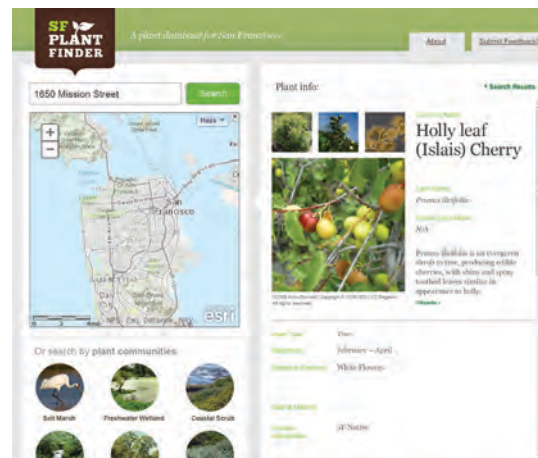 SF
PLANT
FINDER
A plant database for San Francisco.
About
Submit Feedback!
1650 Mission Street
Search
Plant info:
Search Results
Maps
+
−
San
Francisco
esri
Holly leaf
(Islais) Cherry
Prunus ilicifolia
N/A
Prunus ilicifolia is an evergreen
shrub to tree, producing edible
cherries, with shiny and spiny
toothed leaves similar in
appearance to holly.
Or search by plant communities
Salt Marsh
Freshwater Wetland
Coastal Scrub
Tree
February – April
White Flowers
SF Native